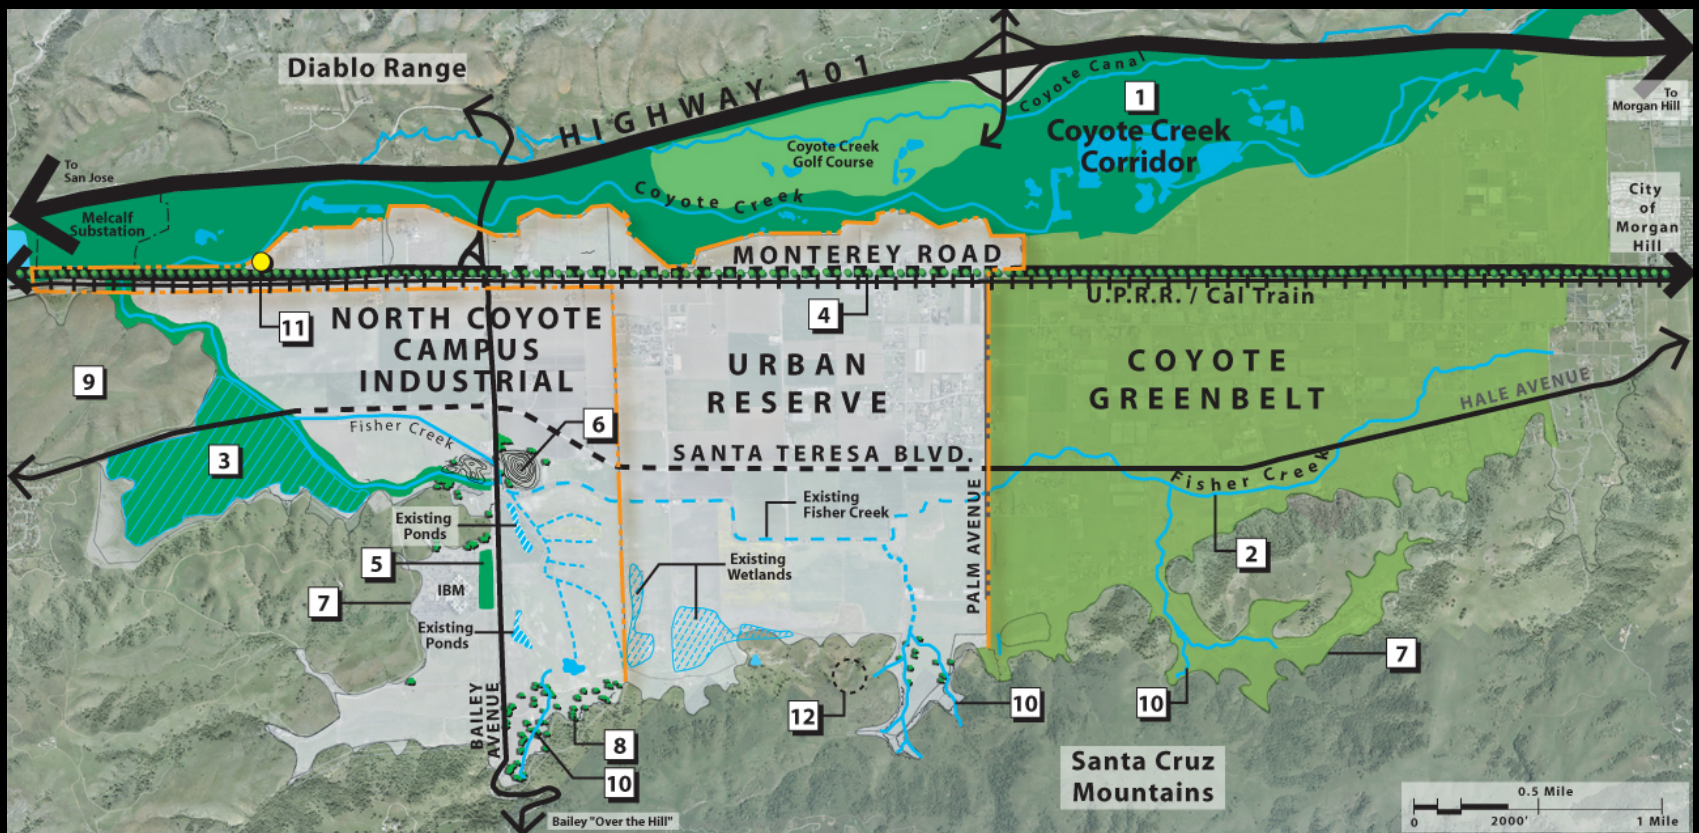 Diablo Range
HIGHWAY 101
Coyote Canal
1
Coyote Creek
Corridor
To
Morgan Hill
To
San Jose
Coyote Creek
Golf Course
Coyote Creek
Melcalf
Substation
City
of
Morgan
Hill
MONTEREY ROAD
U.P.R.R. / Cal Train
11
4
NORTH COYOTE
CAMPUS
INDUSTRIAL
URBAN
RESERVE
COYOTE
GREENBELT
9
HALE AVENUE
6
Fisher Creek
3
SANTA TERESA BLVD.
Fisher Creek
Existing
Fisher Creek
PALM AVENUE
Existing
Ponds
2
5
IBM
Existing
Wetlands
7
Existing
Ponds
7
BAILEY
AVENUE
12
10
10
8
10
Santa Cruz
Mountains
Bailey "Over the Hill"
0.5 Mile
0
2000'
1 Mile